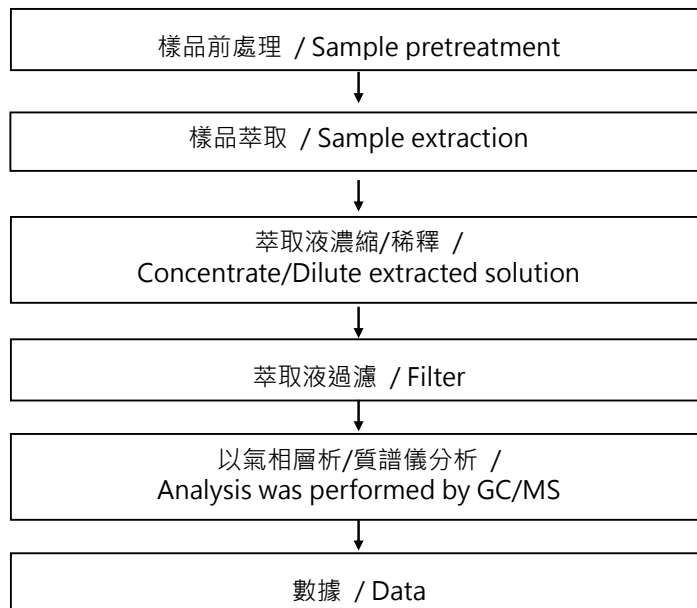 樣品前處理 / Sample pretreatment
樣品萃取 / Sample extraction
萃取液濃縮/稀釋 /
Concentrate/Dilute extracted solution
萃取液過濾 / Filter
以氣相層析/質譜儀分析 /
Analysis was performed by GC/MS
數據 / Data